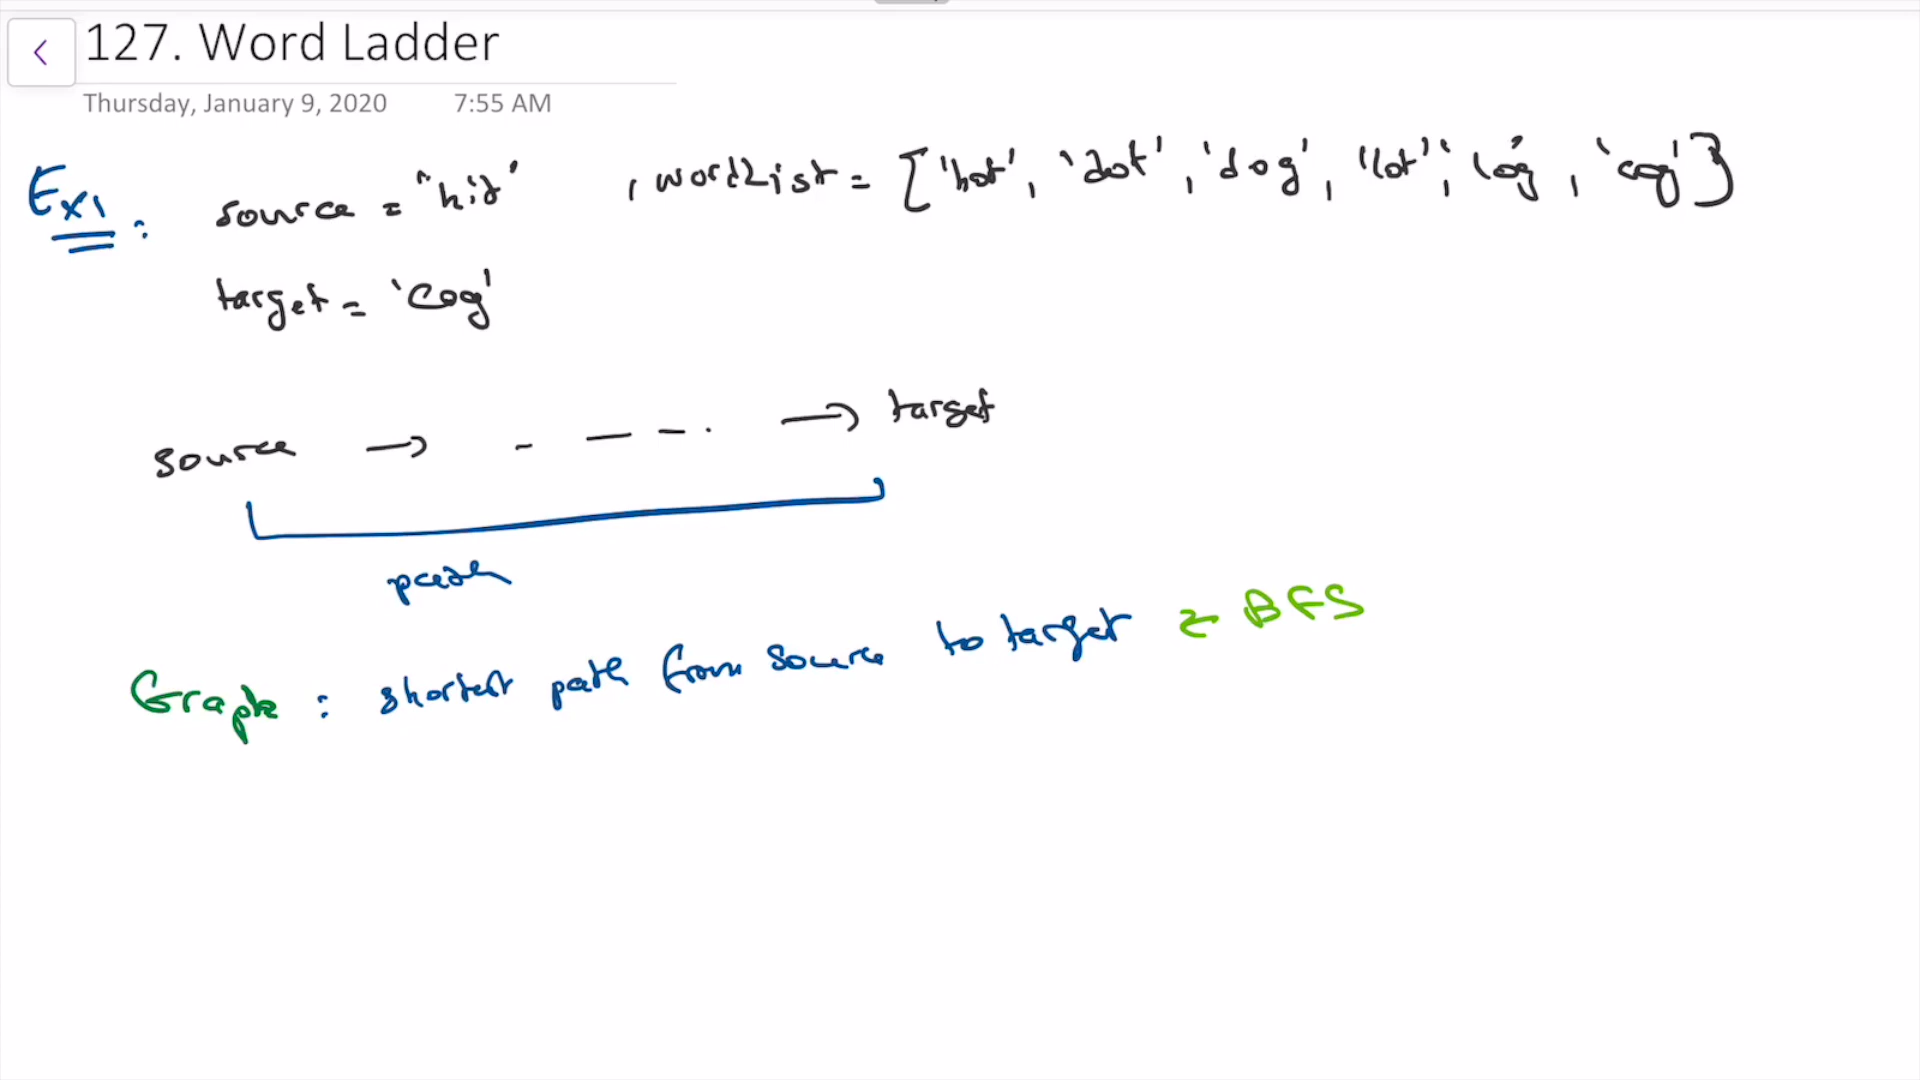 127. Word Ladder
Thursday, January 9, 2020 7:55 AM
Ex1: source = "hit" , wordList = ['hot', 'dot', 'dog', 'lot', 'log', 'cog']
target = 'cog'
source → - — - . → target
path
Graph : shortest path from source to target ← BFS